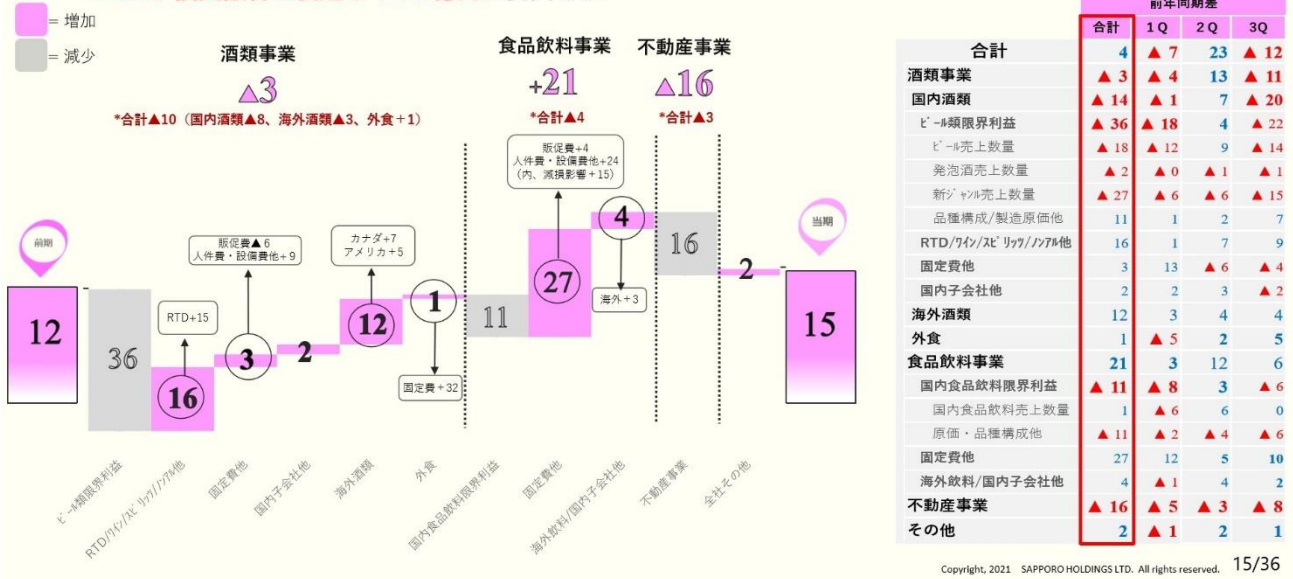 = 増加
= 減少
酒類事業
▲3
*合計▲10（国内酒類▲8、海外酒類▲3、外食+1）
食品飲料事業
+21
*合計▲4
不動産事業
▲16
*合計▲3
前期
12
36
RTD+15
16
販促費▲6
人件費・設備費他+9
3
2
カナダ+7
アメリカ+5
12
1
固定費+32
11
販促費+4
人件費・設備費他+24
(内、減損影響+15)
27
4
海外+3
16
2
当期
15
ビール類限界利益
RTD/ワイン/スピリッツ/ノンアル他
固定費他
国内子会社他
海外酒類
外食
国内食品飲料限界利益
固定費他
海外飲料/国内子会社他
不動産事業
全社その他
前年同期差
合計 1Q 2Q 3Q
合計 4 ▲7 23 ▲12
酒類事業 ▲3 ▲4 13 ▲11
国内酒類 ▲14 ▲1 7 ▲20
ビール類限界利益 ▲36 ▲18 4 ▲22
ビール売上数量 ▲18 ▲12 9 ▲14
発泡酒売上数量 ▲2 ▲0 ▲1 ▲1
新ジャンル売上数量 ▲27 ▲6 ▲6 ▲15
品種構成/製造原価他 11 1 2 7
RTD/ワイン/スピリッツ/ノンアル他 16 1 7 9
固定費他 3 13 ▲6 ▲4
国内子会社他 2 2 3 ▲2
海外酒類 12 3 4 4
外食 1 ▲5 2 5
食品飲料事業 21 3 12 6
国内食品飲料限界利益 ▲11 ▲8 3 ▲6
国内食品飲料売上数量 1 ▲6 6 0
原価・品種構成他 ▲11 ▲2 ▲4 ▲6
固定費他 27 12 5 10
海外飲料/国内子会社他 4 ▲1 4 2
不動産事業 ▲16 ▲5 ▲3 ▲8
その他 2 ▲1 2 1
Copyright, 2021 SAPPORO HOLDINGS LTD. All rights reserved. 15/36